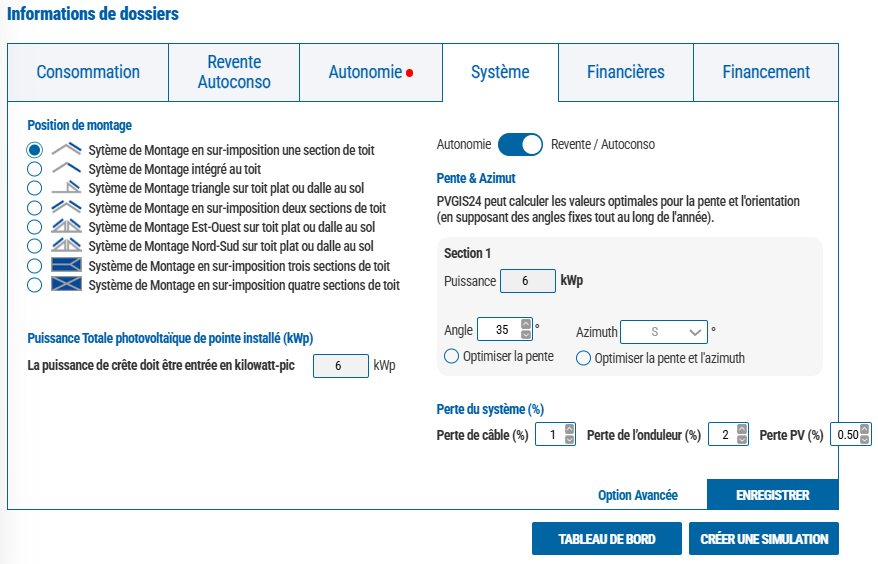 Informations de dossiers
Consommation
Revente
Autoconso
Autonomie
Système
Financières
Financement
Position de montage
Sytème de Montage en sur-imposition une section de toit
Sytème de Montage intégré au toit
Sytème de Montage triangle sur toit plat ou dalle au sol
Sytème de Montage en sur-imposition deux sections de toit
Sytème de Montage Est-Ouest sur toit plat ou dalle au sol
Sytème de Montage Nord-Sud sur toit plat ou dalle au sol
Système de Montage en sur-imposition trois sections de toit
Système de Montage en sur-imposition quatre sections de toit
Puissance Totale photovoltaïque de pointe installé (kWp)
La puissance de crête doit être entrée en kilowatt-pic 6 kWp
Autonomie Revente / Autoconso
Pente & Azimut
PVGIS24 peut calculer les valeurs optimales pour la pente et l'orientation
(en supposant des angles fixes tout au long de l'année).
Section 1
Puissance 6 kWp
Angle 35 ° Azimuth S °
Optimiser la pente Optimiser la pente et l'azimuth
Perte du système (%)
Perte de câble (%) 1 Perte de l'onduleur (%) 2 Perte PV (%) 0.50
Option Avancée ENREGISTRER
TABLEAU DE BORD CRÉER UNE SIMULATION